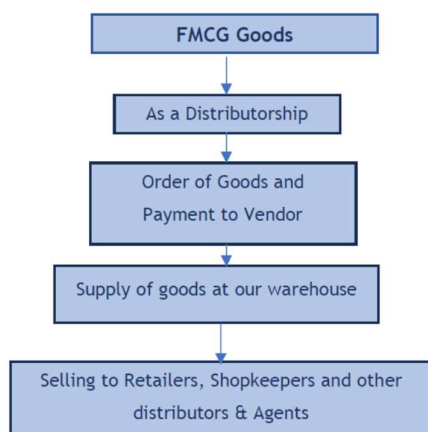 FMCG Goods
As a Distributorship
Order of Goods and
Payment to Vendor
Supply of goods at our warehouse
Selling to Retailers, Shopkeepers and other
distributors & Agents